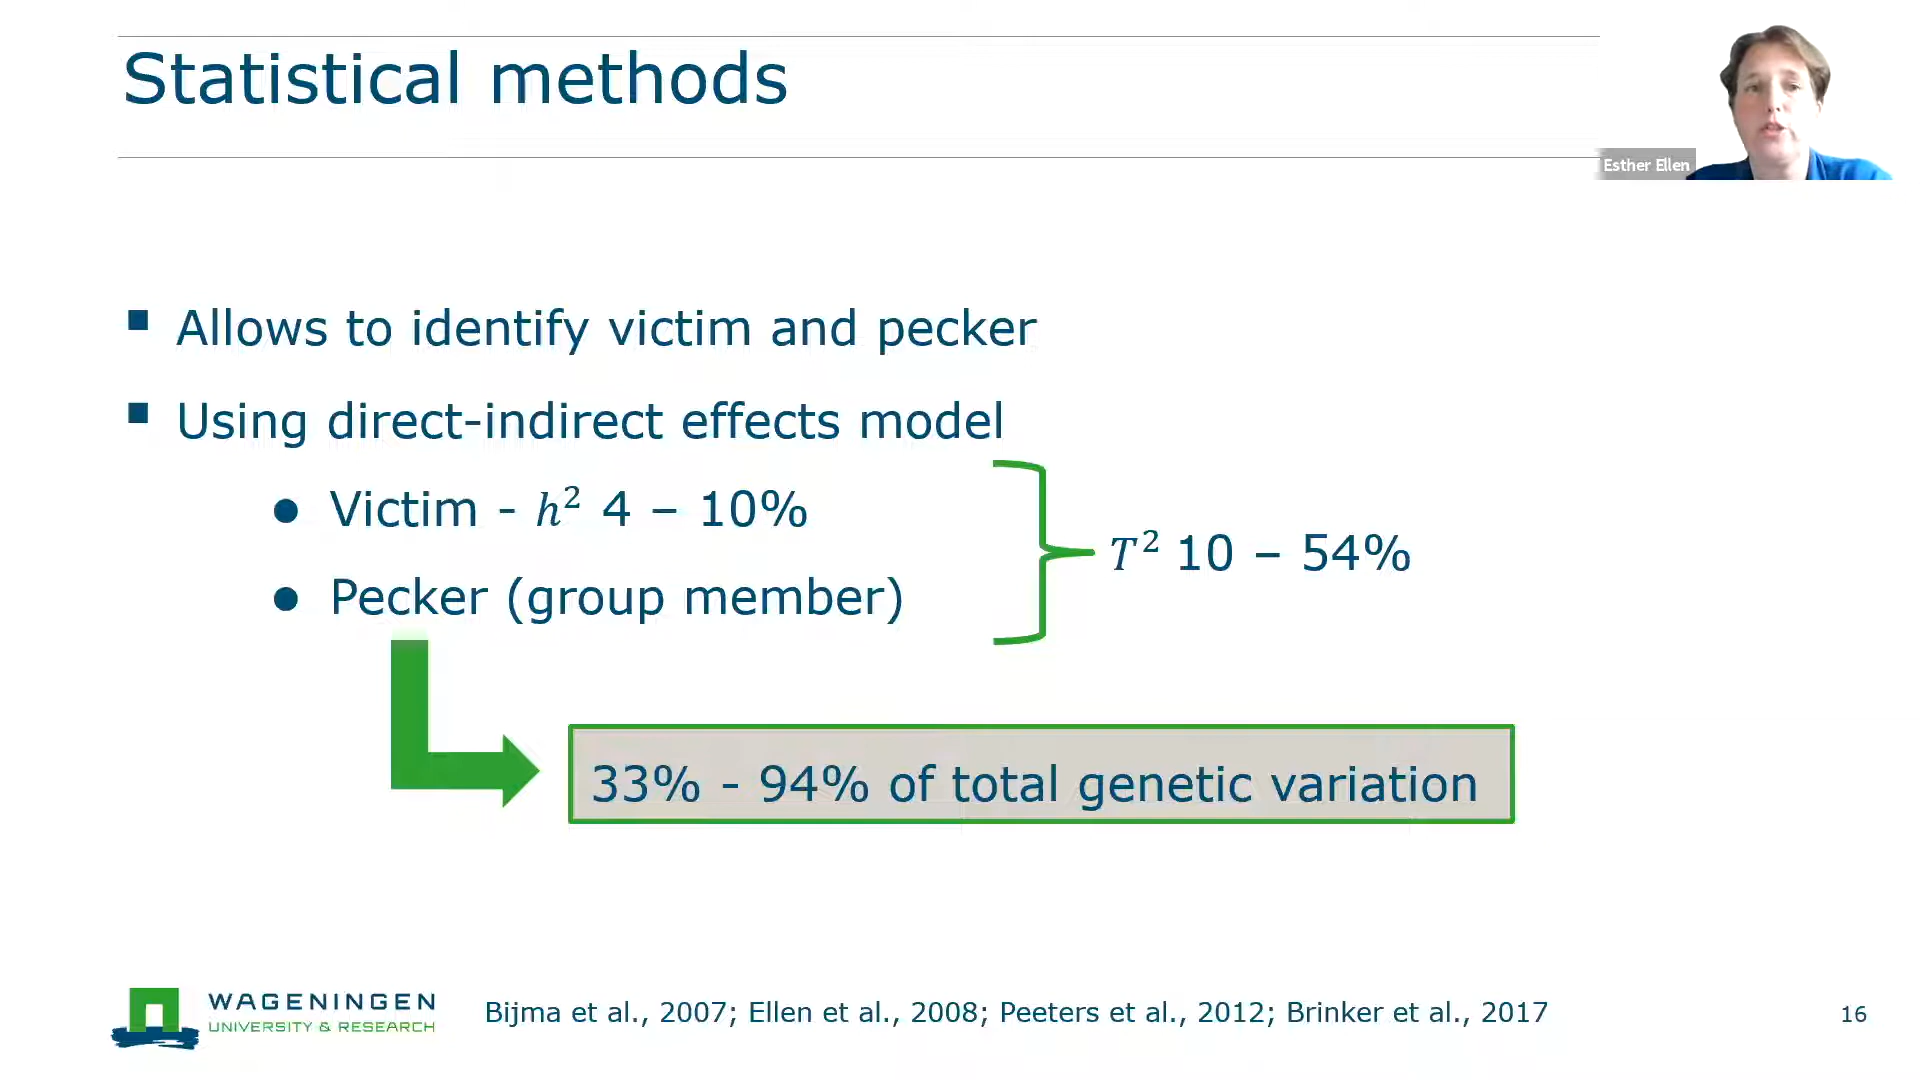 Statistical methods
Esther Ellen
▪ Allows to identify victim and pecker
▪ Using direct-indirect effects model
● Victim - h² 4 – 10%
● Pecker (group member)
T² 10 – 54%
33% - 94% of total genetic variation
WAGENINGEN
UNIVERSITY & RESEARCH
Bijma et al., 2007; Ellen et al., 2008; Peeters et al., 2012; Brinker et al., 2017
16